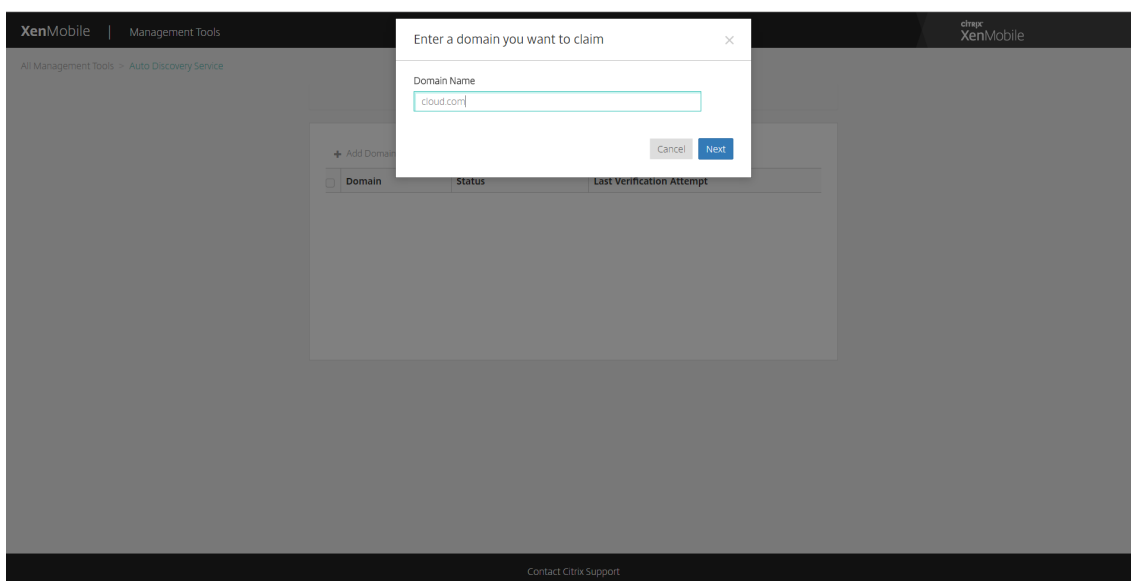 XenMobile | Management Tools
citrix
XenMobile
All Management Tools > Auto Discovery Service
Enter a domain you want to claim
×
Domain Name
cloud.com
Cancel Next
+ Add Domain
Domain Status Last Verification Attempt
Contact Citrix Support